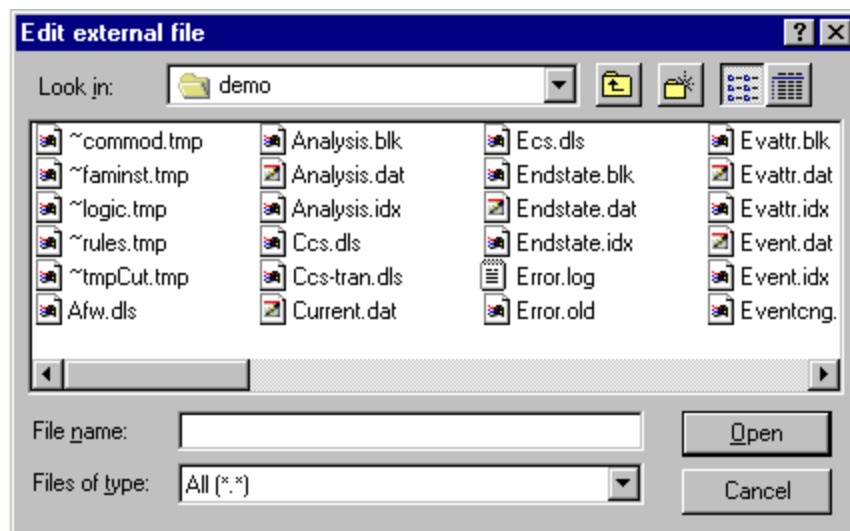 Edit external file
Look in: demo
~commod.tmp Analysis.blk Ecs.dls Evattr.blk
~faminst.tmp Analysis.dat Endstate.blk Evattr.dat
~logic.tmp Analysis.idx Endstate.dat Evattr.idx
~rules.tmp Ccs.dls Endstate.idx Event.dat
~tmpCut.tmp Ccs-tran.dls Error.log Event.idx
Afw.dls Current.dat Error.old Eventcng.
File name: Open
Files of type: All (*.*) Cancel